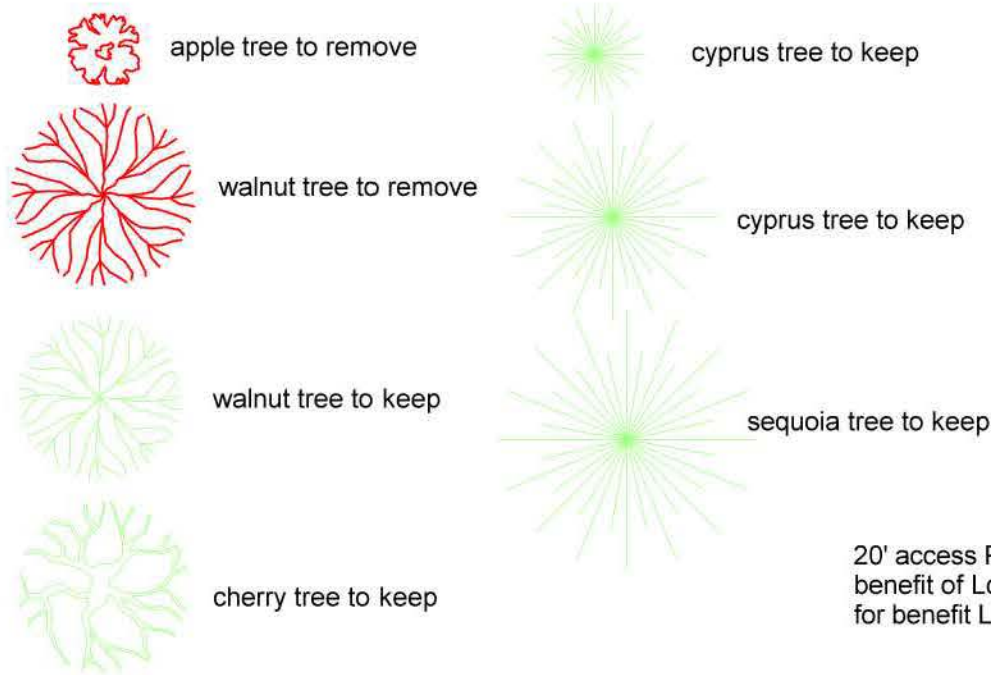 apple tree to remove
walnut tree to remove
walnut tree to keep
cherry tree to keep
cyprus tree to keep
cyprus tree to keep
sequoia tree to keep
20' access
benefit of
for benefit